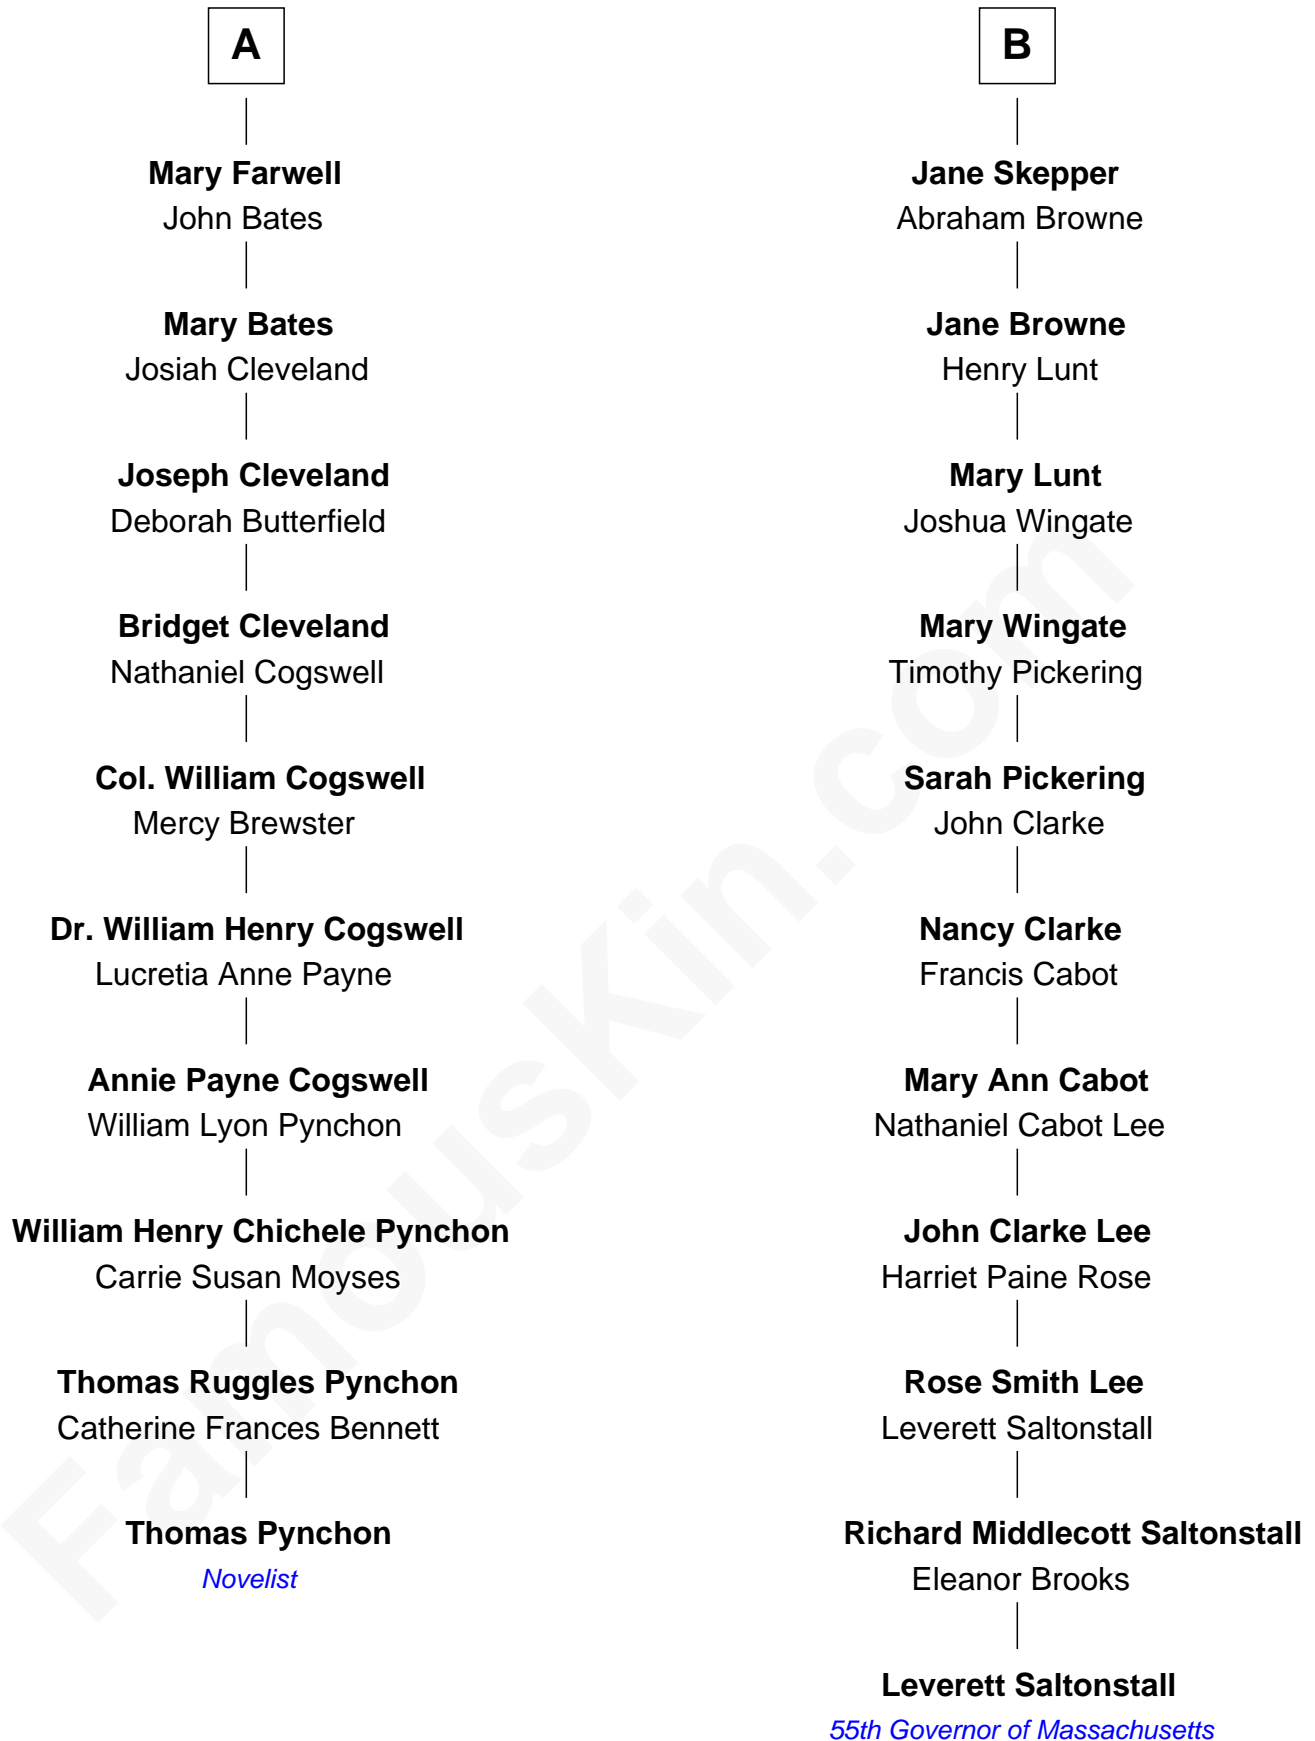 A
Mary Farwell
John Bates
Mary Bates
Josiah Cleveland
Joseph Cleveland
Deborah Butterfield
Bridget Cleveland
Nathaniel Cogswell
Col. William Cogswell
Mercy Brewster
Dr. William Henry Cogswell
Lucretia Anne Payne
Annie Payne Cogswell
William Lyon Pynchon
William Henry Chichele Pynchon
Carrie Susan Moyses
Thomas Ruggles Pynchon
Catherine Frances Bennett
Thomas Pynchon
Novelist
B
Jane Skepper
Abraham Browne
Jane Browne
Henry Lunt
Mary Lunt
Joshua Wingate
Mary Wingate
Timothy Pickering
Sarah Pickering
John Clarke
Nancy Clarke
Francis Cabot
Mary Ann Cabot
Nathaniel Cabot Lee
John Clarke Lee
Harriet Paine Rose
Rose Smith Lee
Leverett Saltonstall
Richard Middlecott Saltonstall
Eleanor Brooks
Leverett Saltonstall
55th Governor of Massachusetts
FamousKin.com